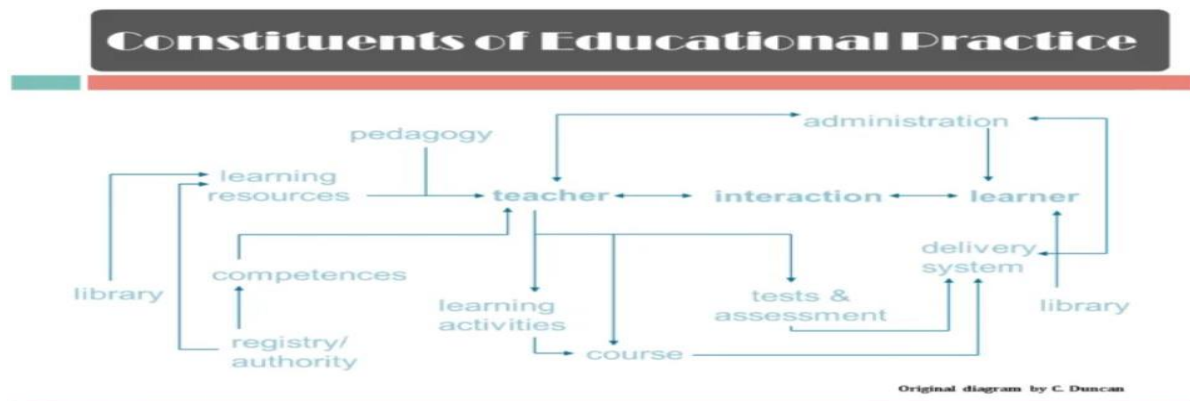 Constituents of Educational Practice
administration
pedagogy
learning
resources
teacher
interaction
learner
delivery
system
competences
library
learning
activities
tests &
assessment
library
registry/
authority
course
Original diagram by C. Duncan